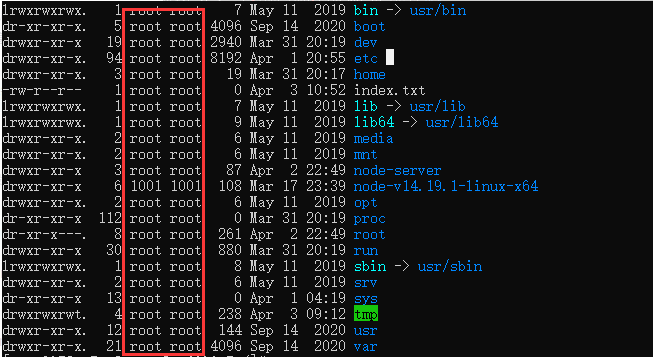 lrwxrwxrwx. 1 root root 7 May 11 2019 bin -> usr/bin
dr-xr-xr-x. 5 root root 4096 Sep 14 2020 boot
drwxr-xr-x 19 root root 2940 Mar 31 20:19 dev
drwxr-xr-x. 94 root root 8192 Apr 1 20:55 etc
drwxr-xr-x. 3 root root 19 Mar 31 20:17 home
-rw-r--r-- 1 root root 0 Apr 3 10:52 index.txt
lrwxrwxrwx. 1 root root 7 May 11 2019 lib -> usr/lib
lrwxrwxrwx. 1 root root 9 May 11 2019 lib64 -> usr/lib64
drwxr-xr-x. 2 root root 6 May 11 2019 media
drwxr-xr-x. 2 root root 6 May 11 2019 mnt
drwxr-xr-x 3 root root 87 Apr 2 22:49 node-server
drwxr-xr-x 6 1001 1001 108 Mar 17 23:39 node-v14.19.1-linux-x64
drwxr-xr-x. 2 root root 6 May 11 2019 opt
dr-xr-xr-x 112 root root 0 Mar 31 20:19 proc
dr-xr-x---. 8 root root 261 Apr 2 22:49 root
drwxr-xr-x 30 root root 880 Mar 31 20:19 run
lrwxrwxrwx. 1 root root 8 May 11 2019 sbin -> usr/sbin
drwxr-xr-x. 2 root root 6 May 11 2019 srv
dr-xr-xr-x 13 root root 0 Apr 1 04:19 sys
drwxrwxrwt. 4 root root 238 Apr 3 09:12 tmp
drwxr-xr-x. 12 root root 144 Sep 14 2020 usr
drwxr-xr-x. 21 root root 4096 Sep 14 2020 var